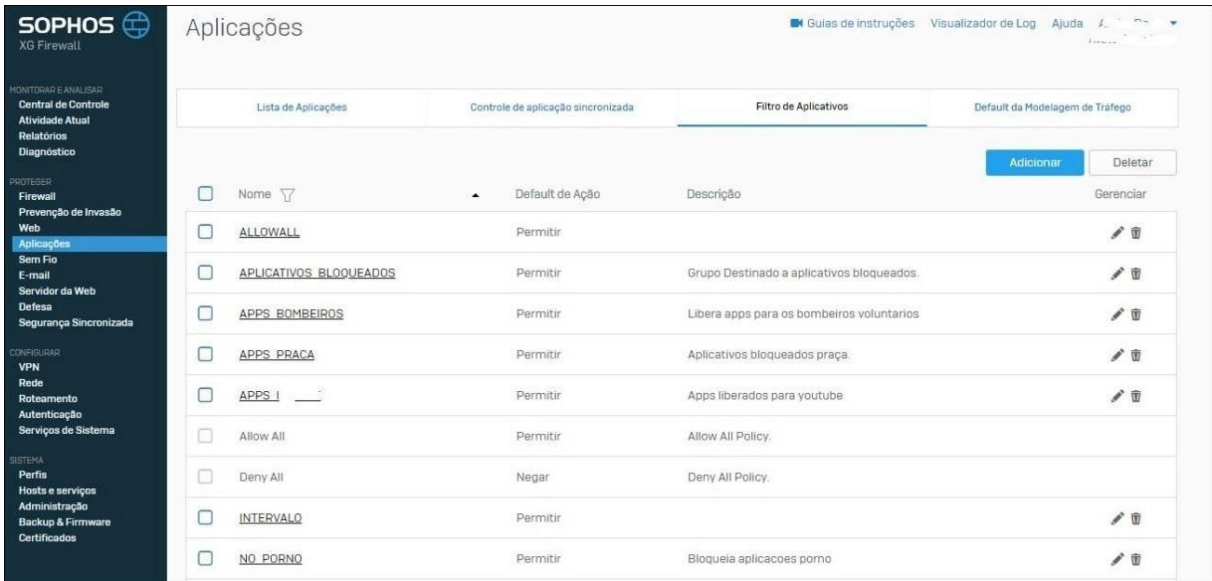 SOPHOS
XG Firewall
Aplicações
Guias de instruções Visualizador de Log Ajuda
MONITORAR E ANALISAR
Central de Controle
Atividade Atual
Relatórios
Diagnóstico
PROTEGER
Firewall
Prevenção de Invasão
Web
Aplicações
Sem Fio
E-mail
Servidor da Web
Defesa
Segurança Sincronizada
CONFIGURAR
VPN
Rede
Roteamento
Autenticação
Serviços de Sistema
SISTEMA
Perfis
Hosts e serviços
Administração
Backup & Firmware
Certificados
Lista de Aplicações Controle de aplicação sincronizada Filtro de Aplicativos Default da Modelagem de Tráfego
Adicionar Deletar
Nome Default de Ação Descrição Gerenciar
ALLOWALL Permitir
APLICATIVOS_BLOQUEADOS Permitir Grupo Destinado a aplicativos bloqueados.
APPS_BOMBEIROS Permitir Libera apps para os bombeiros voluntarios
APPS_PRACA Permitir Aplicativos bloqueados praça.
APPS Permitir Apps liberados para youtube
Allow All Permitir Allow All Policy.
Deny All Negar Deny All Policy.
INTERVALO Permitir
NO_PORNO Permitir Bloqueia aplicacoes porno